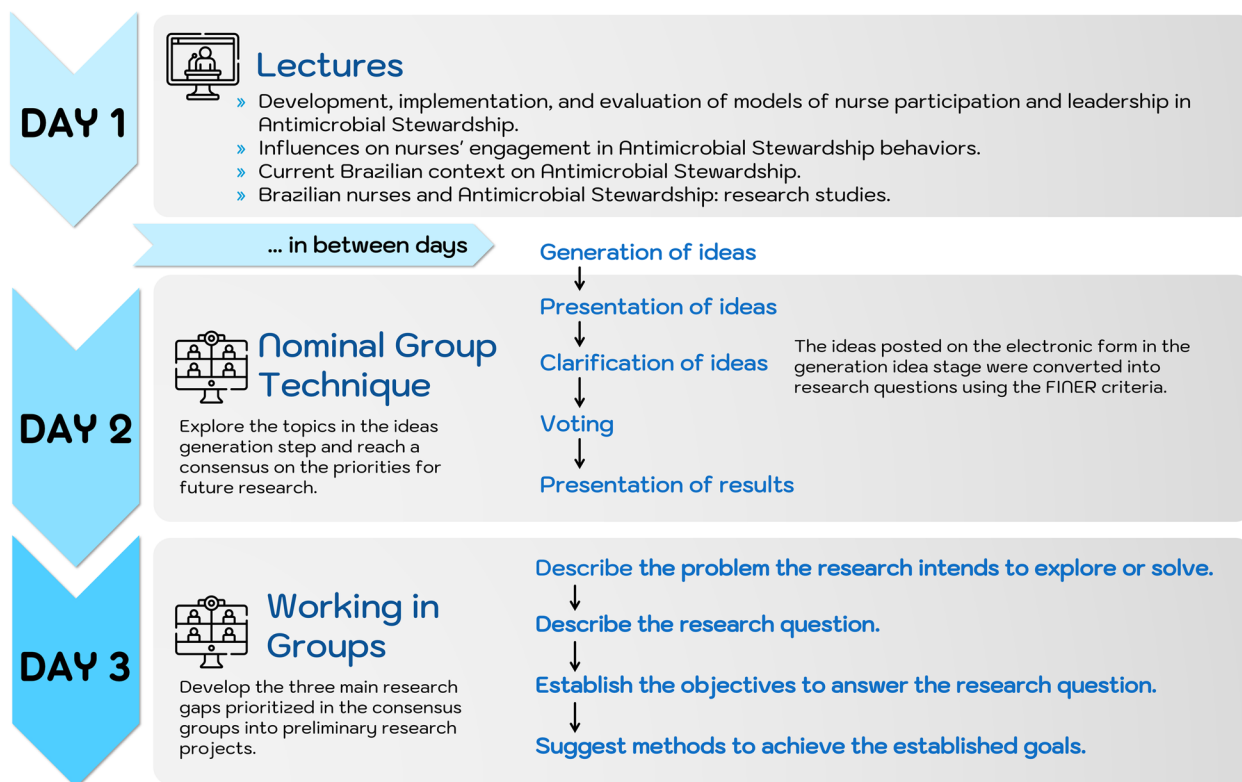 DAY 1
Lectures
» Development, implementation, and evaluation of models of nurse participation and leadership in
Antimicrobial Stewardship.
» Influences on nurses' engagement in Antimicrobial Stewardship behaviors.
» Current Brazilian context on Antimicrobial Stewardship.
» Brazilian nurses and Antimicrobial Stewardship: research studies.
... in between days
Generation of ideas
DAY 2
Nominal Group
Technique
Explore the topics in the ideas
generation step and reach a
consensus on the priorities for
future research.
Presentation of ideas
Clarification of ideas
Voting
Presentation of results
The ideas posted on the electronic form in the
generation idea stage were converted into
research questions using the FINER criteria.
DAY 3
Working in
Groups
Develop the three main research
gaps prioritized in the consensus
groups into preliminary research
projects.
Describe the problem the research intends to explore or solve.
Describe the research question.
Establish the objectives to answer the research question.
Suggest methods to achieve the established goals.